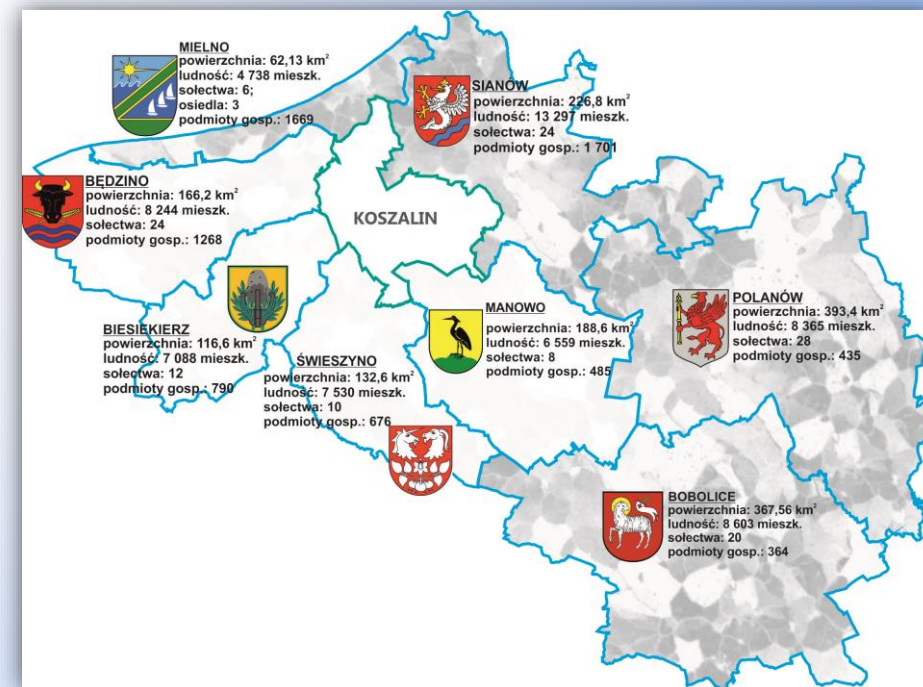 MIELNO
powierzchnia: 62,13 km²
ludność: 4 738 mieszk.
sołectwa: 6;
osiedla: 3
podmioty gosp.: 1669
SIANÓW
powierzchnia: 226,8 km²
ludność: 13 297 mieszk.
sołectwa: 24
podmioty gosp.: 1 701
BĘDZINO
powierzchnia: 166,2 km²
ludność: 8 244 mieszk.
sołectwa: 24
podmioty gosp.: 1268
KOSZALIN
BIESIEKIERZ
powierzchnia: 116,6 km²
ludność: 7 088 mieszk.
sołectwa: 12
podmioty gosp.: 790
ŚWIESZYNO
powierzchnia: 132,6 km²
ludność: 7 530 mieszk.
sołectwa: 10
podmioty gosp.: 676
MANOWO
powierzchnia: 188,6 km²
ludność: 6 559 mieszk.
sołectwa: 8
podmioty gosp.: 485
POLANÓW
powierzchnia: 393,4 km²
ludność: 8 365 mieszk.
sołectwa: 28
podmioty gosp.: 435
BOBOLICE
powierzchnia: 367,56 km²
ludność: 8 603 mieszk.
sołectwa: 20
podmioty gosp.: 364